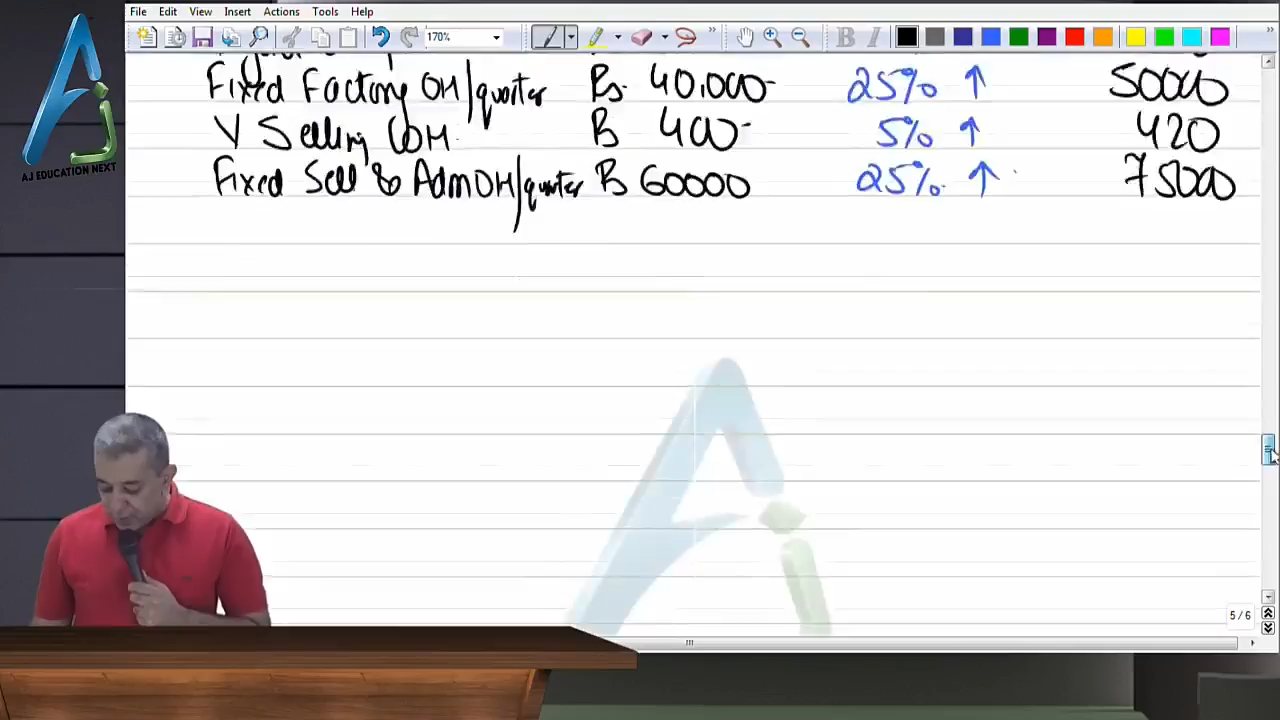 File Edit View Insert Actions Tools Help
170%
B I
AJ EDUCATION NEXT
Fixed Factory OH/quarter Rs. 40,000- 25% ↑ 50000
V Selling OH Rs 400- 5% ↑ 420
Fixed Sell & Adm OH/quarter Rs 60000 25% ↑ 75000
5/6